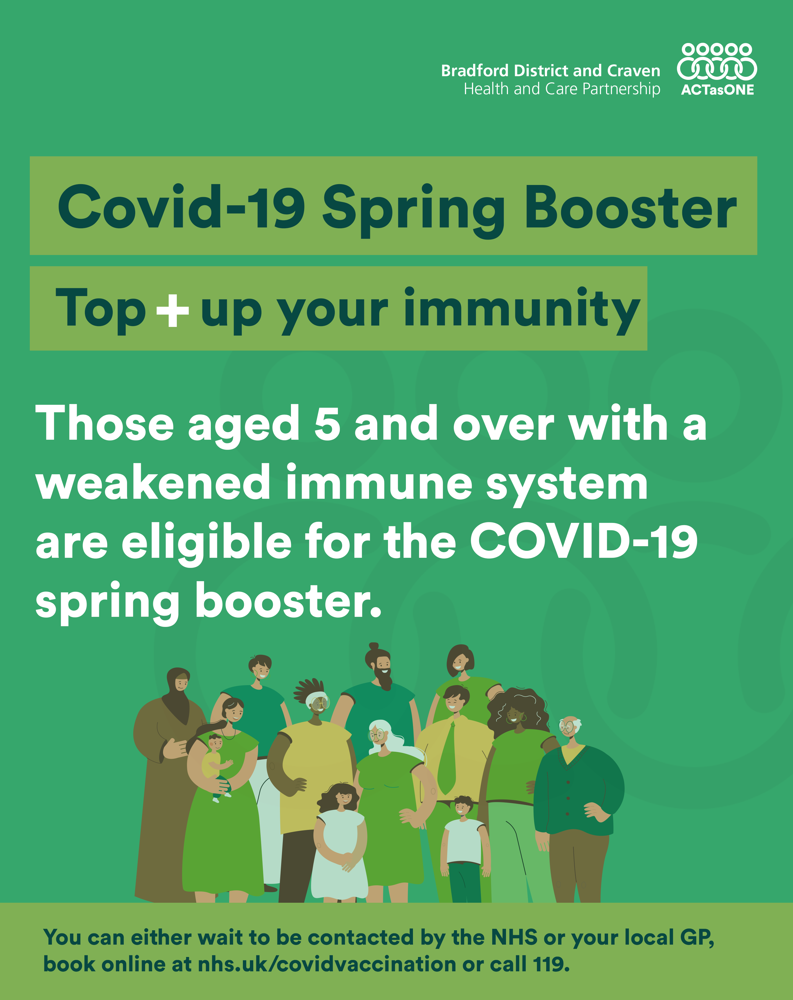 Bradford District and Craven
Health and Care Partnership
ACTasONE
Covid-19 Spring Booster
Top + up your immunity
Those aged 5 and over with a
weakened immune system
are eligible for the COVID-19
spring booster.
You can either wait to be contacted by the NHS or your local GP,
book online at nhs.uk/covidvaccination or call 119.